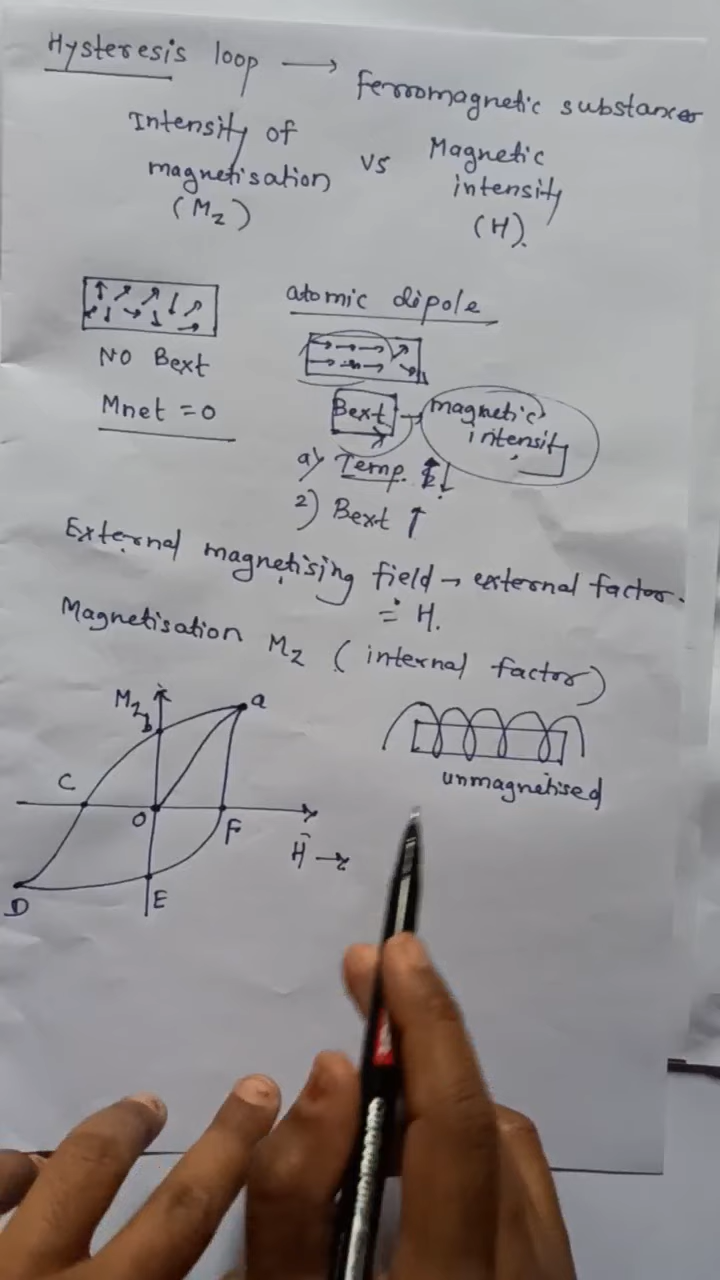 Hysteresis loop → Ferromagnetic substances
Intensity of magnetisation (Mz) vs Magnetic intensity (H).
NO Bext
Mnet = 0
atomic dipole
Bext → magnetic intensity
a) Temp. ↓
2) Bext ↑
External magnetising field → external factor.
= H.
Magnetisation Mz (internal factor)
Mz
b
a
C
O
F
H →
D
E
unmagnetised